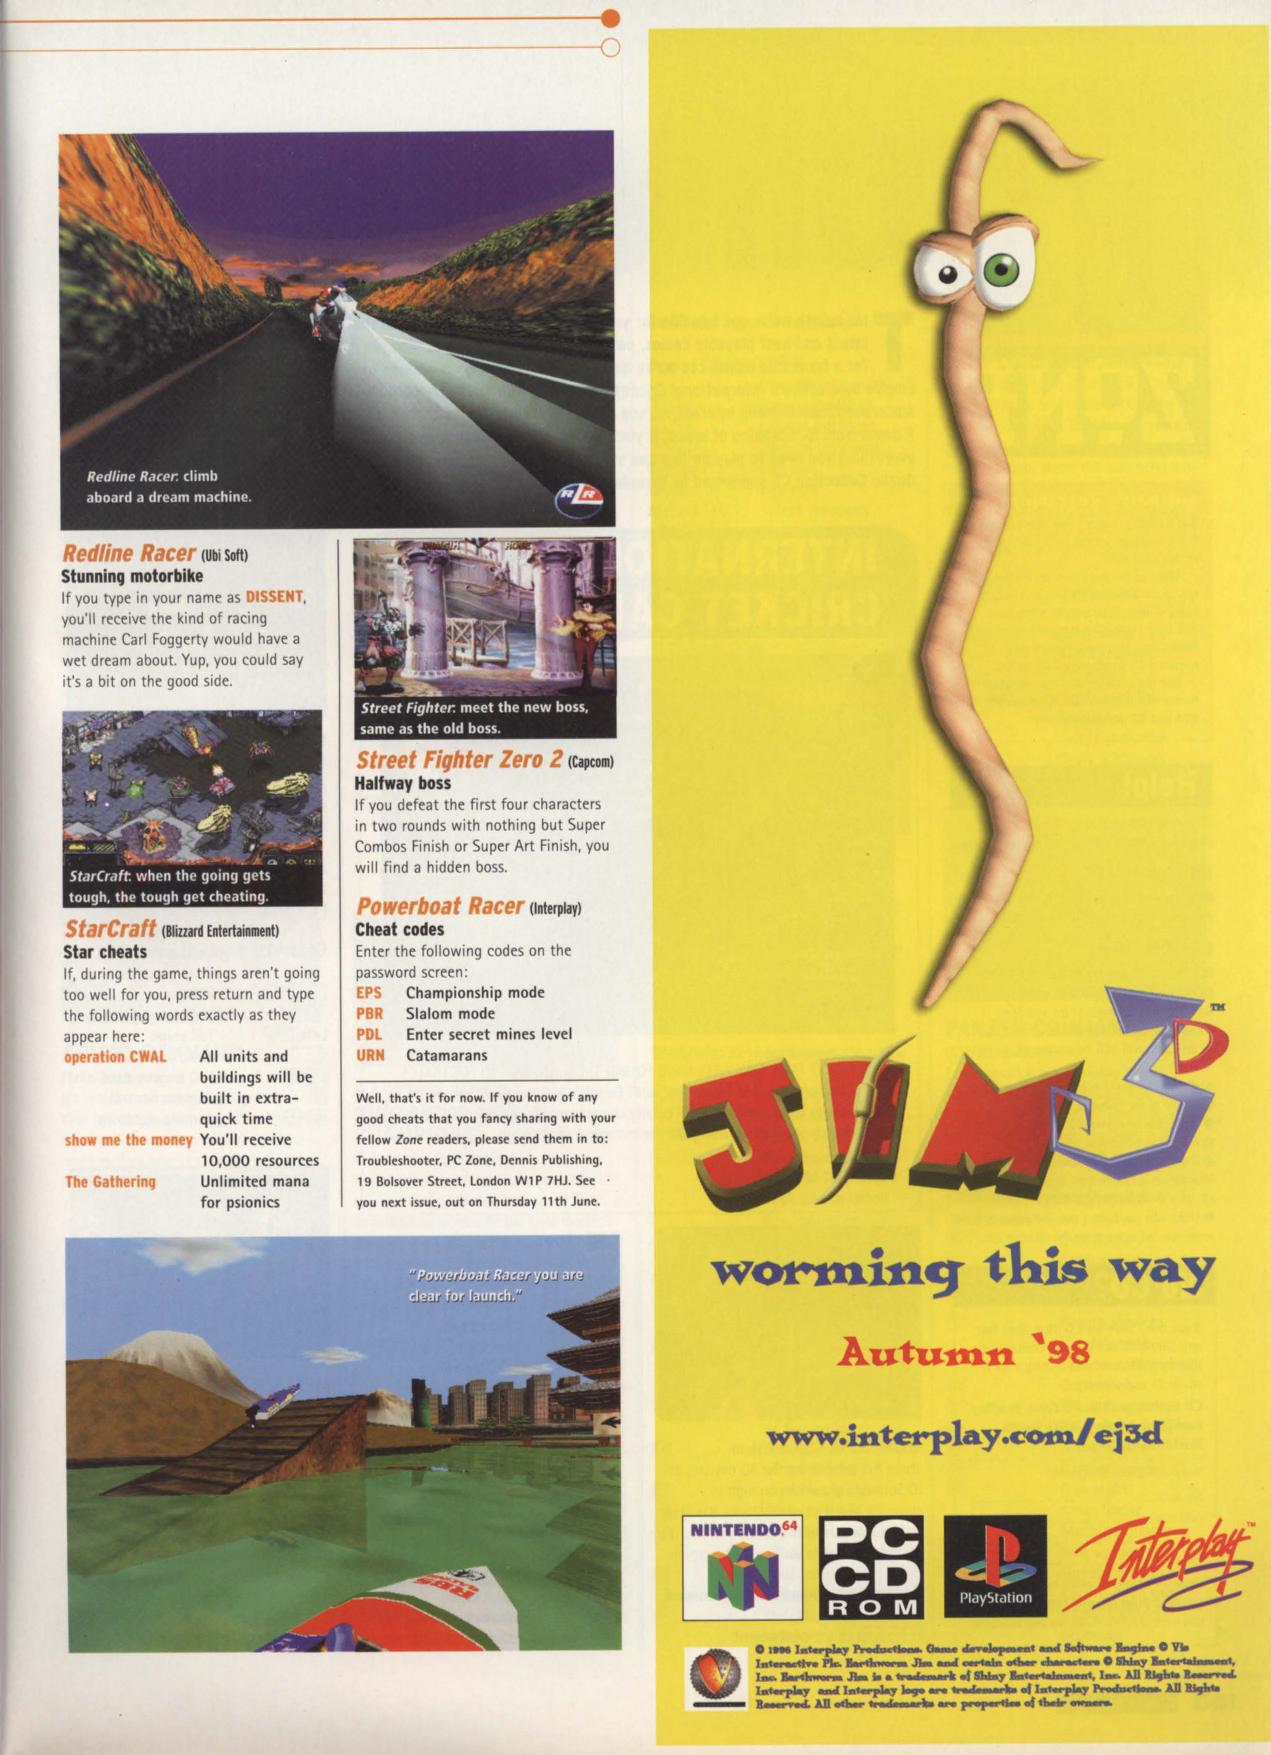 Redline Racer: climb
aboard a dream machine.
RLR
Redline Racer (Ubi Soft)
Stunning motorbike
If you type in your name as DISSENT,
you'll receive the kind of racing
machine Carl Foggerty would have a
wet dream about. Yup, you could say
it's a bit on the good side.
StarCraft: when the going gets
tough, the tough get cheating.
StarCraft (Blizzard Entertainment)
Star cheats
If, during the game, things aren't going
too well for you, press return and type
the following words exactly as they
appear here:
operation CWAL All units and
buildings will be
built in extra-
quick time
show me the money You'll receive
10,000 resources
The Gathering Unlimited mana
for psionics
Street Fighter: meet the new boss,
same as the old boss.
Street Fighter Zero 2 (Capcom)
Halfway boss
If you defeat the first four characters
in two rounds with nothing but Super
Combos Finish or Super Art Finish, you
will find a hidden boss.
Powerboat Racer (Interplay)
Cheat codes
Enter the following codes on the
password screen:
EPS Championship mode
PBR Slalom mode
PDL Enter secret mines level
URN Catamarans
Well, that's it for now. If you know of any
good cheats that you fancy sharing with your
fellow Zone readers, please send them in to:
Troubleshooter, PC Zone, Dennis Publishing,
19 Bolsover Street, London W1P 7HJ. See
you next issue, out on Thursday 11th June.
"Powerboat Racer you are
clear for launch."
JIM 3D™
worming this way
Autumn '98
www.interplay.com/ej3d
NINTENDO 64
PC
CD
ROM
PlayStation
Interplay™
© 1996 Interplay Productions. Game development and Software Engine © Vis
Interactive Plc. Earthworm Jim and certain other characters © Shiny Entertainment,
Inc. Earthworm Jim is a trademark of Shiny Entertainment, Inc. All Rights Reserved.
Interplay and Interplay logo are trademarks of Interplay Productions. All Rights
Reserved. All other trademarks are properties of their owners.